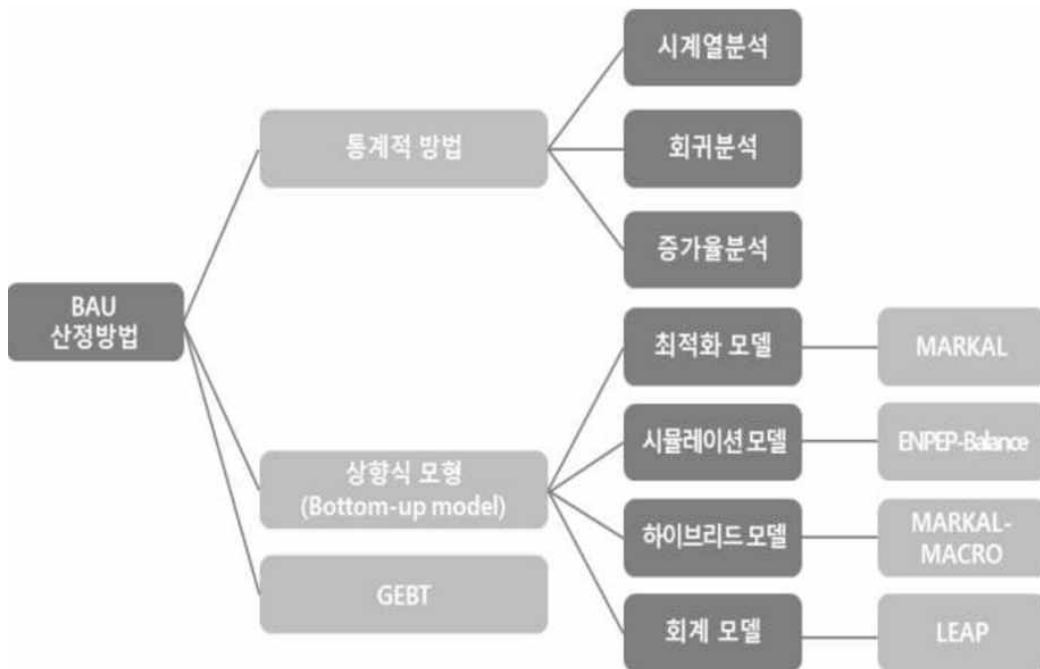 BAU
산정방법
통계적 방법
시계열분석
회귀분석
증가율분석
상향식 모형
(Bottom-up model)
최적화 모델
MARKAL
시뮬레이션 모델
ENPEP-Balance
하이브리드 모델
MARKAL-
MACRO
회계 모델
LEAP
GEBT